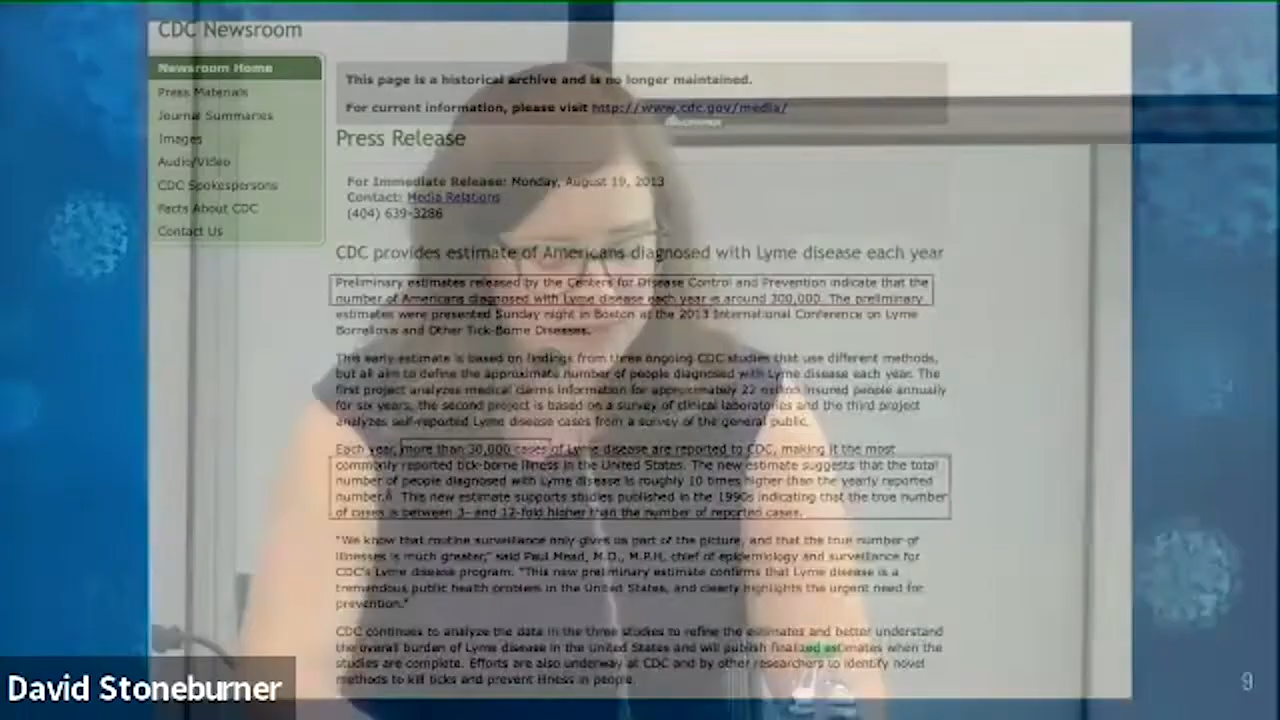 CDC Newsroom
Newsroom Home
Press Materials
Journal Summaries
Images
Audio/Video
CDC Spokespersons
Facts About CDC
Contact Us
This page is a historical archive and is no longer maintained.
For current information, please visit http://www.cdc.gov/media/
Press Release
For Immediate Release: Monday, August 19, 2013
Contact: Media Relations
(404) 639-3286
CDC provides estimate of Americans diagnosed with Lyme disease each year
Preliminary estimates released by the Centers for Disease Control and Prevention indicate that the
number of Americans diagnosed with Lyme disease each year is around 300,000. The preliminary
estimates were presented Sunday night in Boston at the 2013 International Conference on Lyme
Borreliosis and Other Tick-Borne Diseases.
This early estimate is based on findings from three ongoing CDC studies that use different methods,
but all aim to define the approximate number of people diagnosed with Lyme disease each year. The
first project analyzes medical claims information for approximately 22 million insured people annually
for six years, the second project is based on a survey of clinical laboratories and the third project
analyzes self-reported Lyme disease cases from a survey of the general public.
Each year, more than 30,000 cases of Lyme disease are reported to CDC, making it the most
commonly reported tick-borne illness in the United States. The new estimate suggests that the total
number of people diagnosed with Lyme disease is roughly 10 times higher than the yearly reported
number. This new estimate supports studies published in the 1990s indicating that the true number
of cases is between 3- and 12-fold higher than the number of reported cases.
"We know that routine surveillance only gives us part of the picture, and that the true number of
illnesses is much greater," said Paul Mead, M.D., M.P.H, chief of epidemiology and surveillance for
CDC's Lyme disease program. "This new preliminary estimate confirms that Lyme disease is a
tremendous public health problem in the United States, and clearly highlights the urgent need for
prevention."
CDC continues to analyze the data in the three studies to refine the estimates and better understand
the overall burden of Lyme disease in the United States and will publish finalized estimates when the
studies are complete. Efforts are also underway at CDC and by other researchers to identify novel
methods to kill ticks and prevent illness in people.
David Stoneburner
9